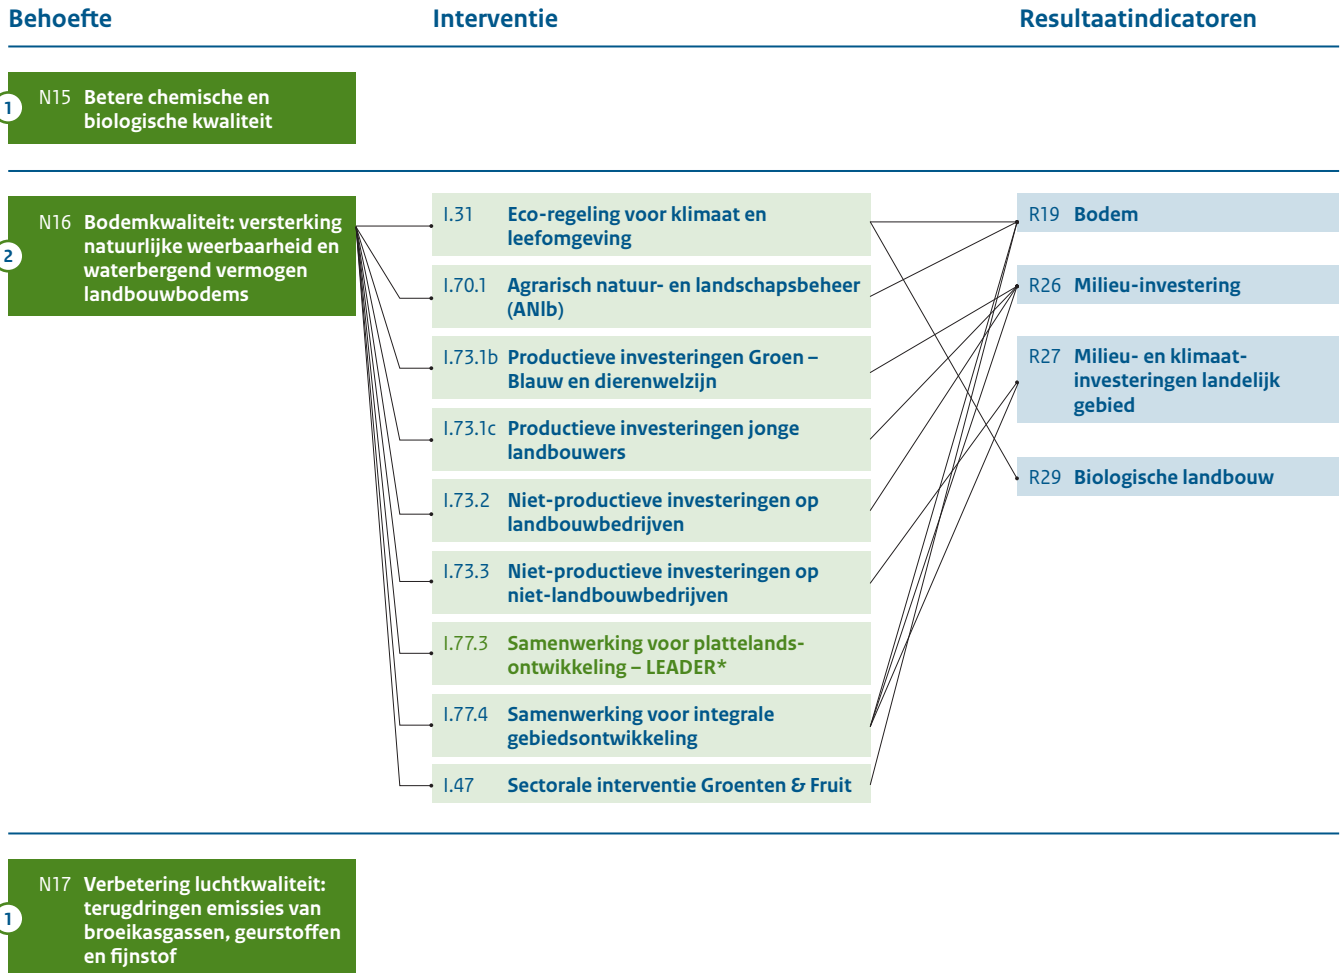 Behoefte
Interventie
Resultaatindicatoren
1
N15 Betere chemische en
biologische kwaliteit
2
N16 Bodemkwaliteit: versterking
natuurlijke weerbaarheid en
waterbergend vermogen
landbouwbodems
I.31 Eco-regeling voor klimaat en
leefomgeving
I.70.1 Agrarisch natuur- en landschapsbeheer
(ANlb)
I.73.1b Productieve investeringen Groen –
Blauw en dierenwelzijn
I.73.1c Productieve investeringen jonge
landbouwers
I.73.2 Niet-productieve investeringen op
landbouwbedrijven
I.73.3 Niet-productieve investeringen op
niet-landbouwbedrijven
I.77.3 Samenwerking voor plattelands-
ontwikkeling – LEADER*
I.77.4 Samenwerking voor integrale
gebiedsontwikkeling
I.47 Sectorale interventie Groenten & Fruit
R19 Bodem
R26 Milieu-investering
R27 Milieu- en klimaat-
investeringen landelijk
gebied
R29 Biologische landbouw
1
N17 Verbetering luchtkwaliteit:
terugdringen emissies van
broeikasgassen, geurstoffen
en fijnstof